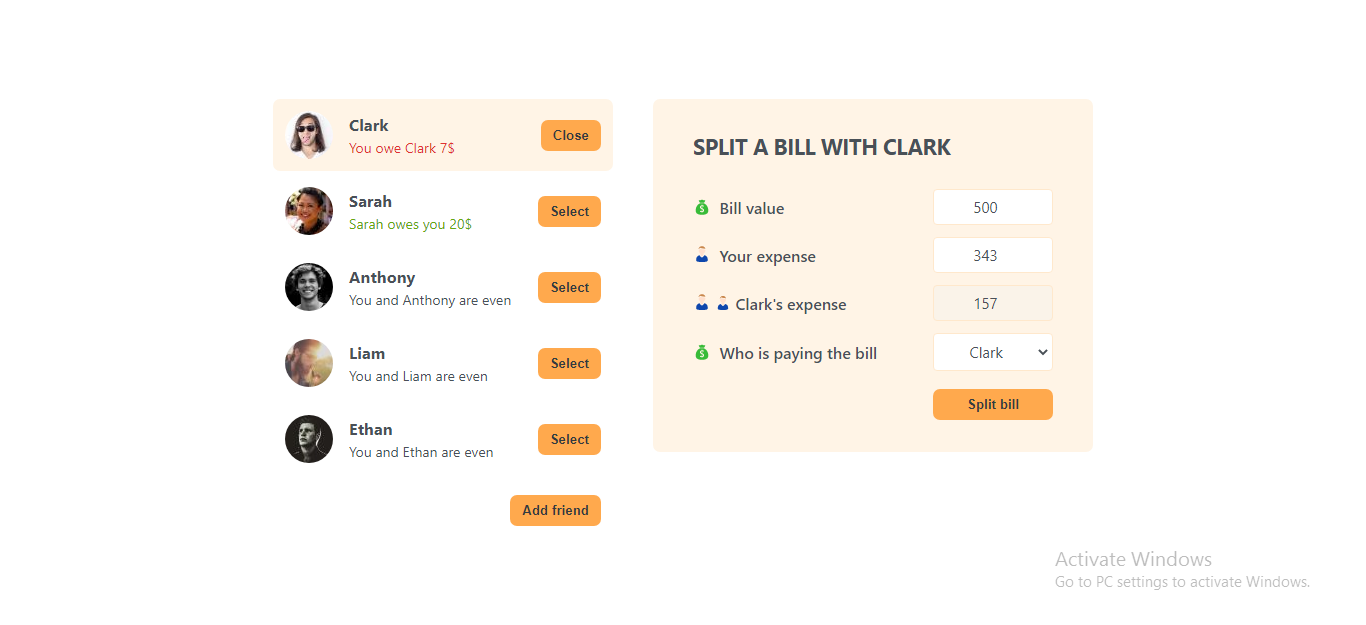 Clark
You owe Clark 7$
Close
Sarah
Sarah owes you 20$
Select
Anthony
You and Anthony are even
Select
Liam
You and Liam are even
Select
Ethan
You and Ethan are even
Select
Add friend
SPLIT A BILL WITH CLARK
Bill value 500
Your expense 343
Clark's expense 157
Who is paying the bill Clark
Split bill
Activate Windows
Go to PC settings to activate Windows.